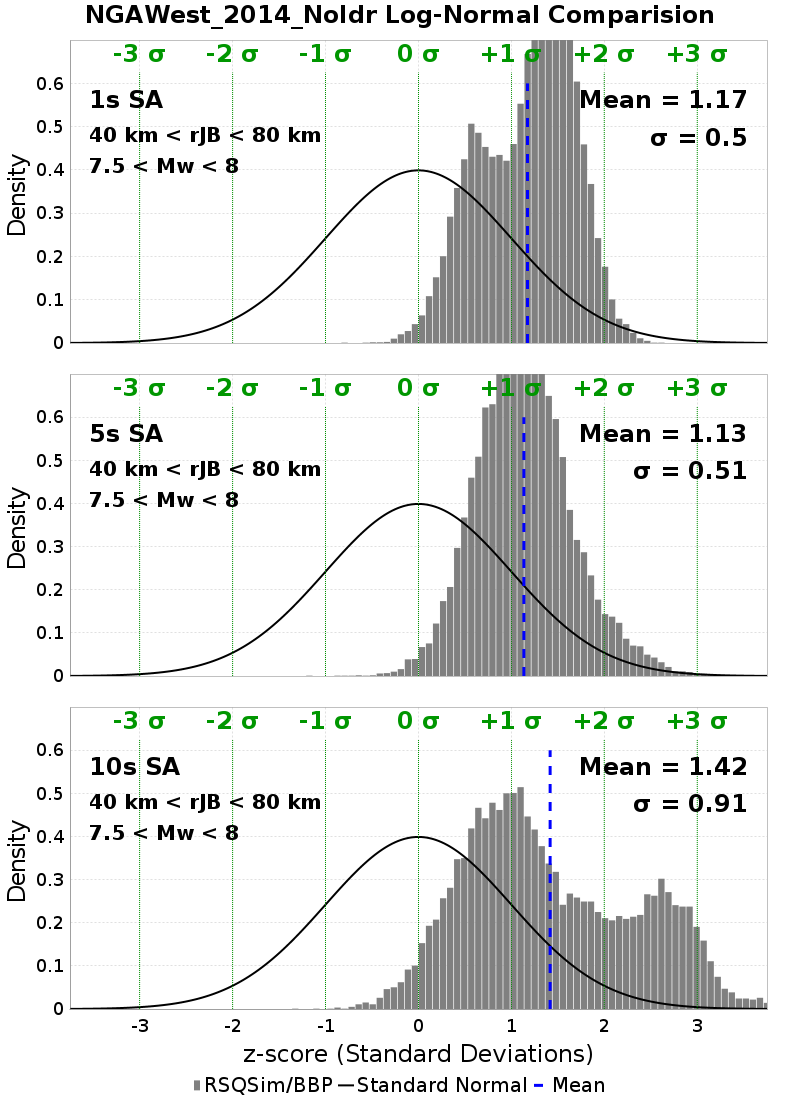 NGAWest_2014_NoIdr Log-Normal Comparision
-3 σ -2 σ -1 σ 0 σ +1 σ +2 σ +3 σ
1s SA
Mean = 1.17
40 km < rJB < 80 km
σ = 0.5
7.5 < Mw < 8
0.6
0.5
0.4
0.3
0.2
0.1
0
Density
-3 σ -2 σ -1 σ 0 σ +1 σ +2 σ +3 σ
5s SA
Mean = 1.13
40 km < rJB < 80 km
σ = 0.51
7.5 < Mw < 8
0.6
0.5
0.4
0.3
0.2
0.1
0
Density
-3 σ -2 σ -1 σ 0 σ +1 σ +2 σ +3 σ
10s SA
Mean = 1.42
40 km < rJB < 80 km
σ = 0.91
7.5 < Mw < 8
0.6
0.5
0.4
0.3
0.2
0.1
0
Density
-3 -2 -1 0 1 2 3
z-score (Standard Deviations)
RSQSim/BBP Standard Normal Mean